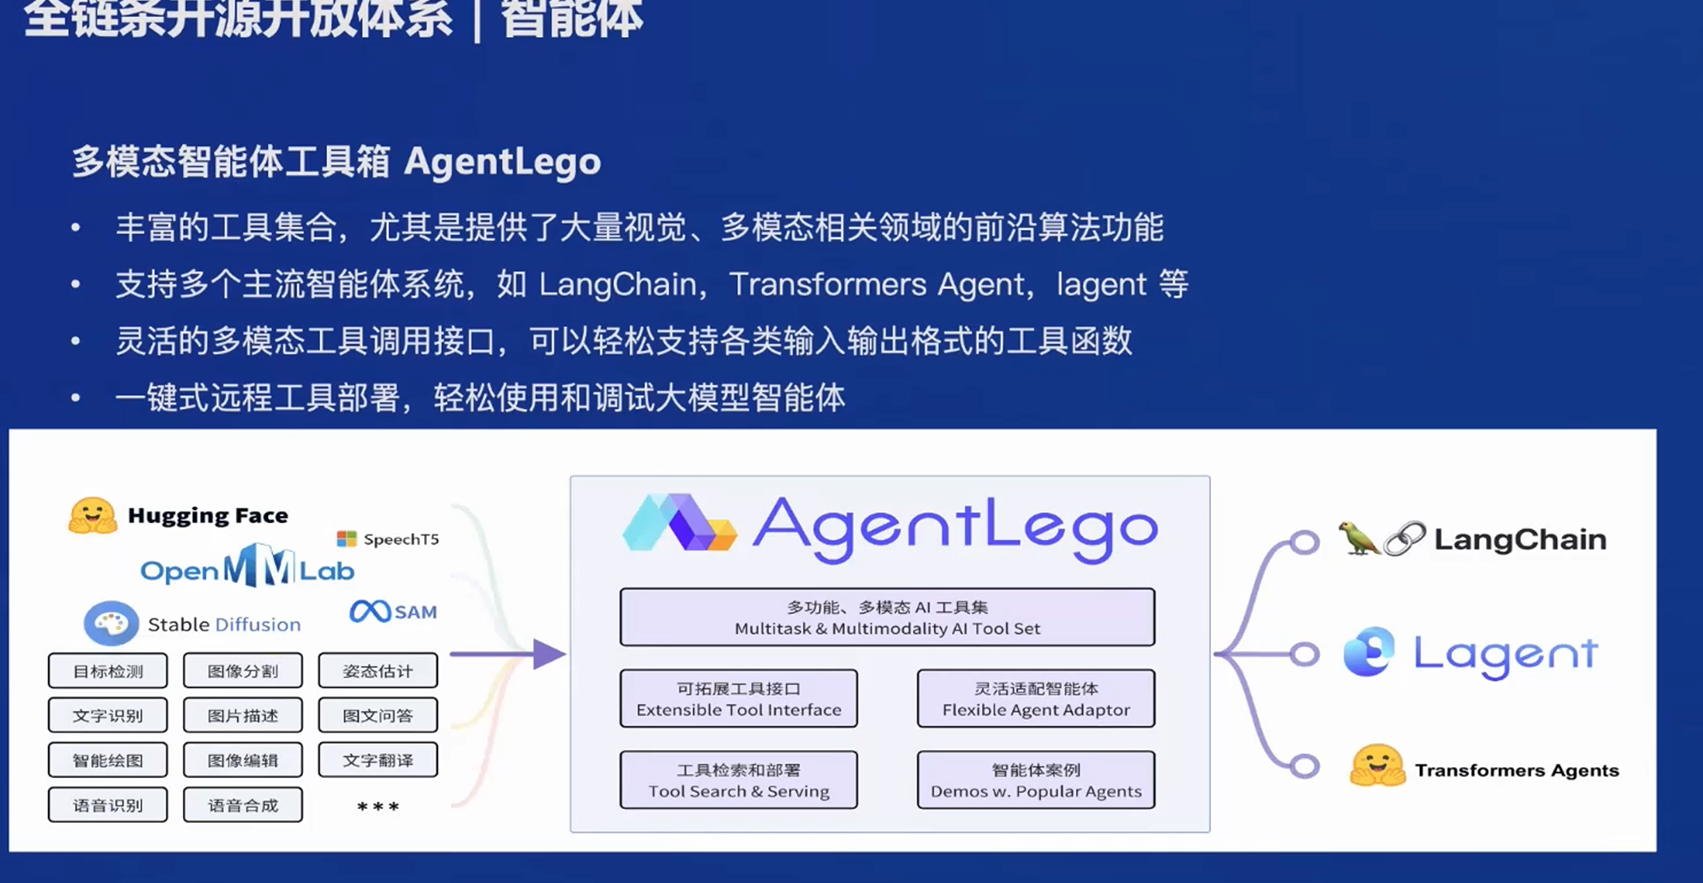 全链条开源开放体系 | 智能体
多模态智能体工具箱 AgentLego
• 丰富的工具集合，尤其是提供了大量视觉、多模态相关领域的前沿算法功能
• 支持多个主流智能体系统，如 LangChain，Transformers Agent，lagent 等
• 灵活的多模态工具调用接口，可以轻松支持各类输入输出格式的工具函数
• 一键式远程工具部署，轻松使用和调试大模型智能体
Hugging Face
SpeechT5
OpenMMLab
Stable Diffusion
SAM
目标检测
图像分割
姿态估计
文字识别
图片描述
图文问答
智能绘图
图像编辑
文字翻译
语音识别
语音合成
***
AgentLego
多功能、多模态 AI 工具集
Multitask & Multimodality AI Tool Set
可拓展工具接口
Extensible Tool Interface
灵活适配智能体
Flexible Agent Adaptor
工具检索和部署
Tool Search & Serving
智能体案例
Demos w. Popular Agents
LangChain
Lagent
Transformers Agents